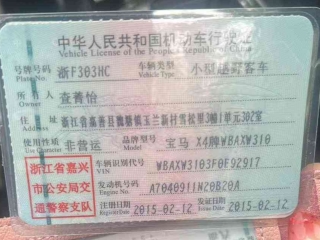 中华人民共和国机动车行驶证
Vehicle License of the People's Republic of China
号牌号码 浙F303HC 车辆类型 小型越野客车
Plate No. Vehicle Type
所有人 查菁怡
Owner
住址 浙江省嘉善县魏塘镇玉兰新村雪松里3幢1单元302室
Address
使用性质 非营运 品牌型号 宝马 X4牌WBAXW310
Use Character Model
浙江省嘉兴 车辆识别代号 WBAXW3103F0F92917
VIN
市公安局交 发动机号码 A7040911N20B20A
Engine No.
通警察支队 注册日期 2015-02-12 发证日期 2015-02-12
Register Date Issue Date